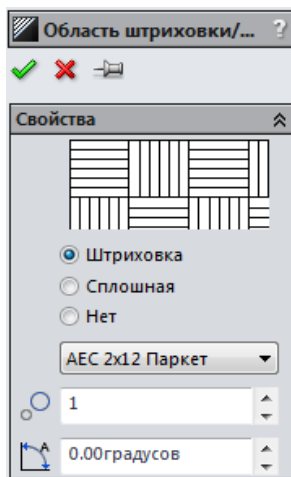 Область штриховки/... ?
Свойства
Штриховка
Сплошная
Нет
AEC 2x12 Паркет
1
A
0.00градусов